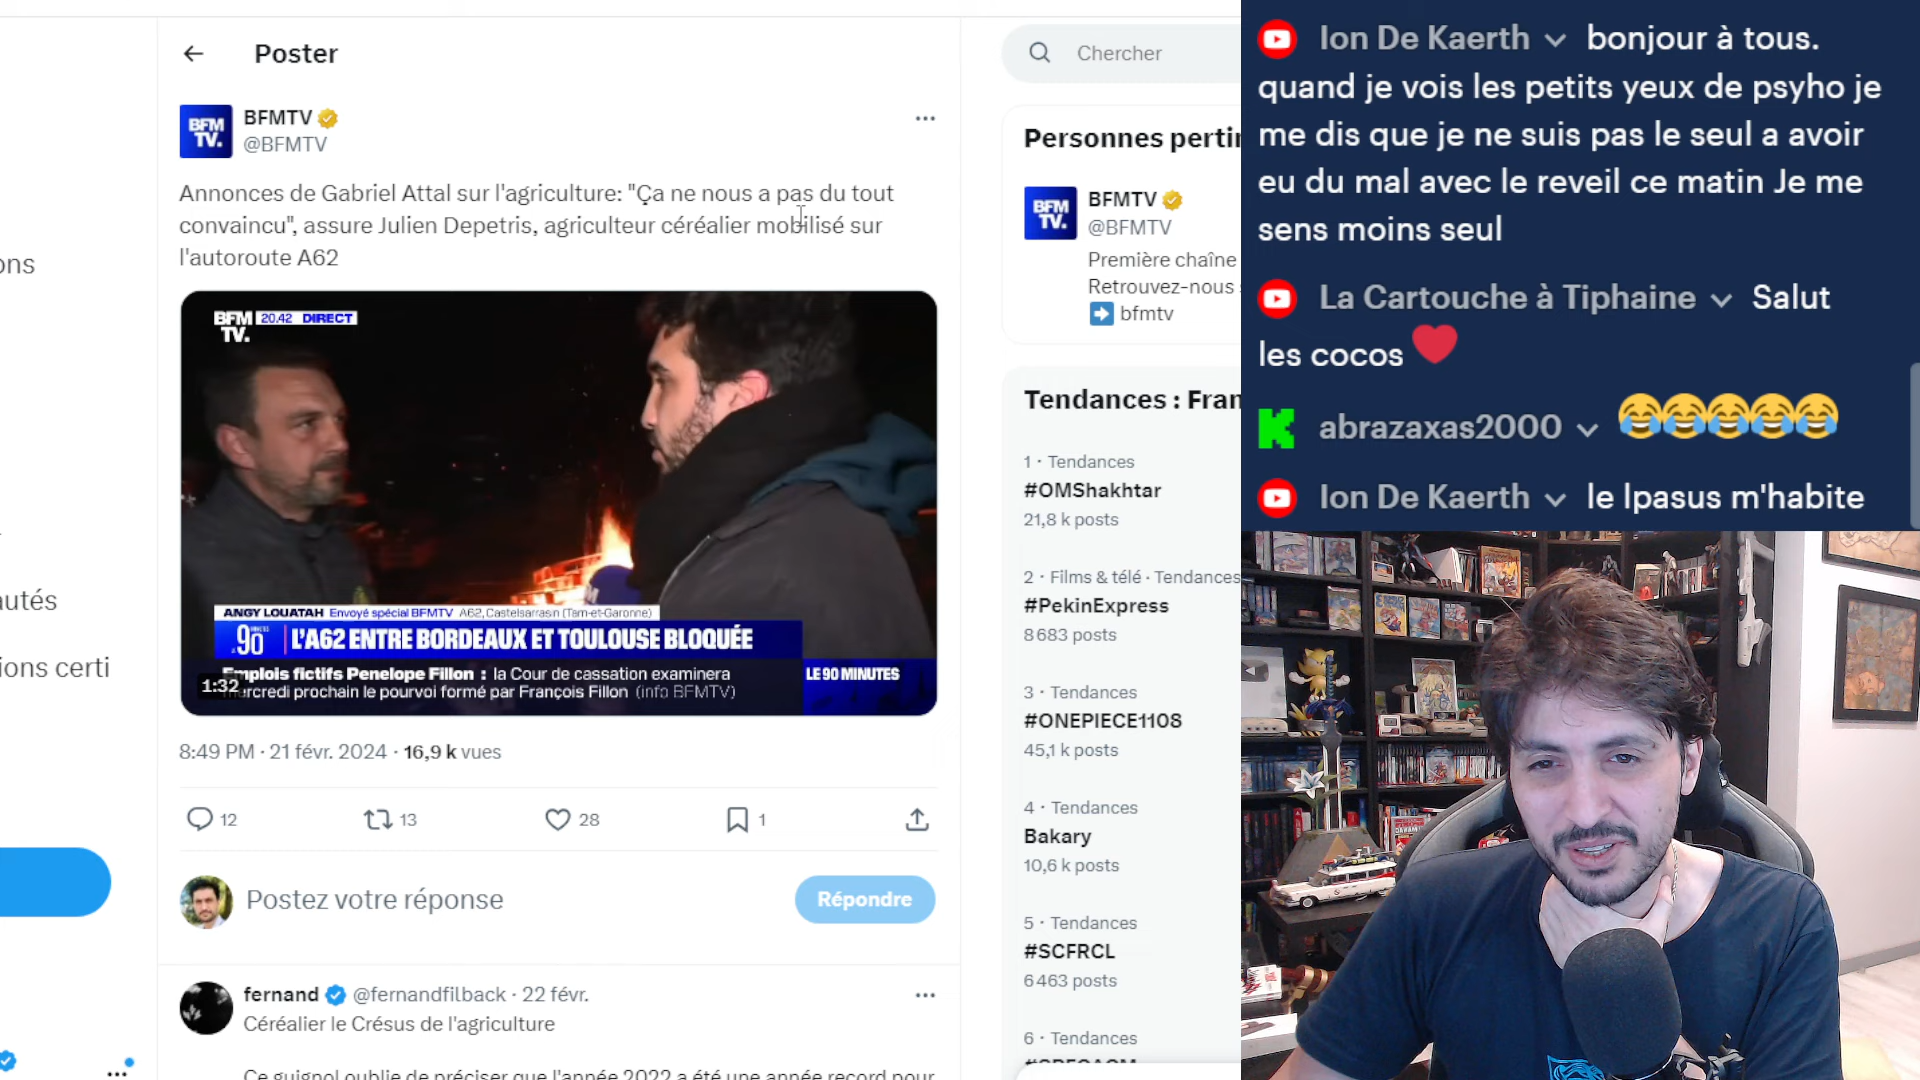 Poster
Chercher
BFMTV
@BFMTV
BFM
TV.
Annonces de Gabriel Attal sur l'agriculture: "Ça ne nous a pas du tout
convaincu", assure Julien Depetris, agriculteur céréalier mobilisé sur
l'autoroute A62
BFM
TV.
20.42 DIRECT
ANGY LOUATAH Envoyé spécial BFMTV A62, Castelsarrasin (Tarn-et-Garonne)
90
L'A62 ENTRE BORDEAUX ET TOULOUSE BLOQUÉE
Emplois fictifs Penelope Fillon : la Cour de cassation examinera
mercredi prochain le pourvoi formé par François Fillon (info BFMTV)
LE 90 MINUTES
1:32
8:49 PM · 21 févr. 2024 · 16,9 k vues
12
13
28
1
Postez votre réponse
Répondre
fernand @fernandfilback · 22 févr.
Céréalier le Crésus de l'agriculture
Ce guignol oublie de préciser que l'année 2022 a été une année record pour
ons
autés
ions certi
Personnes pertin
BFM
TV.
BFMTV
@BFMTV
Première chaîne
Retrouvez-nous
bfmtv
Tendances : Fran
1 · Tendances
#OMShakhtar
21,8 k posts
2 · Films & télé · Tendances
#PekinExpress
8 683 posts
3 · Tendances
#ONEPIECE1108
45,1 k posts
4 · Tendances
Bakary
10,6 k posts
5 · Tendances
#SCFRCL
6 463 posts
6 · Tendances
Ion De Kaerth bonjour à tous.
quand je vois les petits yeux de psyho je
me dis que je ne suis pas le seul a avoir
eu du mal avec le reveil ce matin Je me
sens moins seul
La Cartouche à Tiphaine Salut
les cocos
abrazaxas2000
Ion De Kaerth le lpasus m'habite